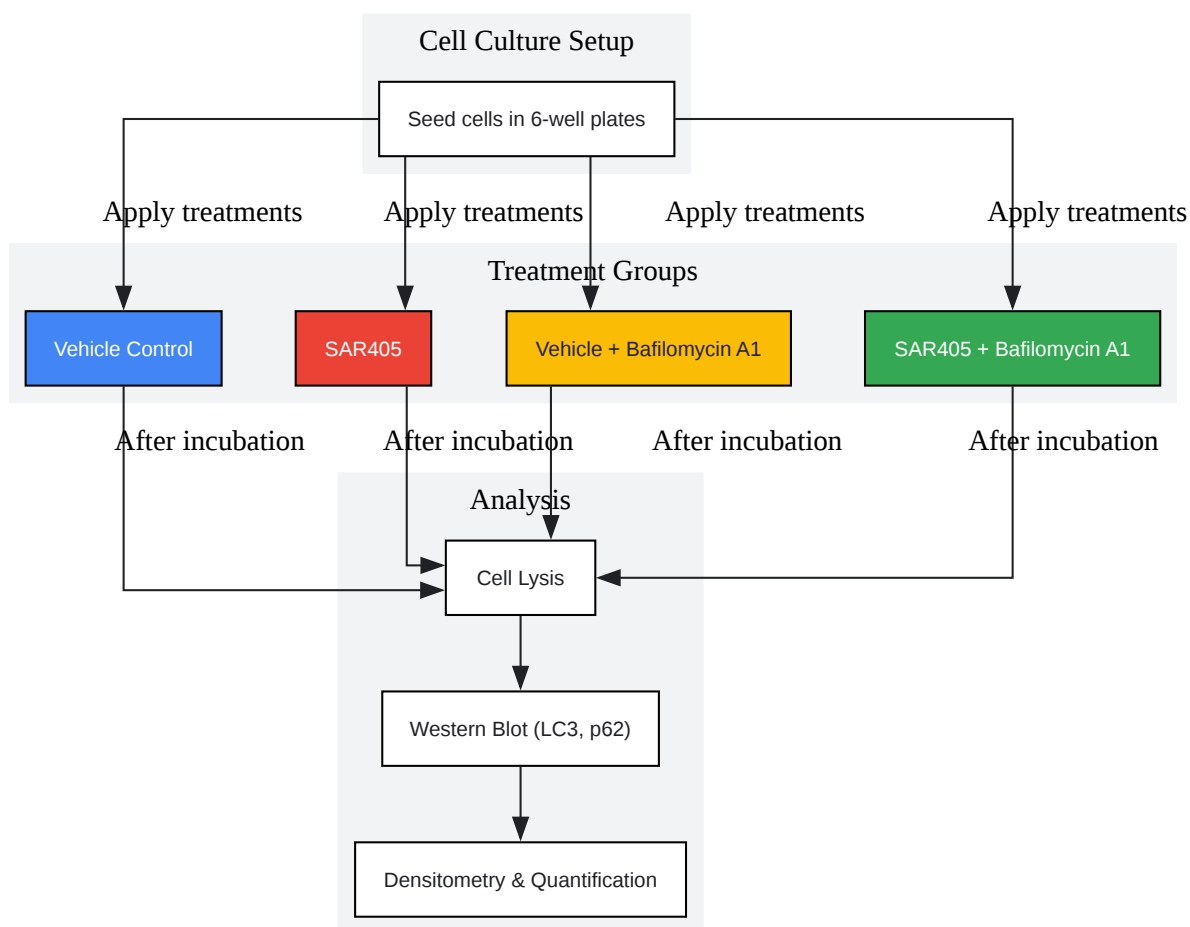 Cell Culture Setup
Seed cells in 6-well plates
Apply treatments
Apply treatments
Apply treatments
Apply treatments
Treatment Groups
Vehicle Control
SAR405
Vehicle + Bafilomycin A1
SAR405 + Bafilomycin A1
After incubation
After incubation
After incubation
After incubation
Analysis
Cell Lysis
Western Blot (LC3, p62)
Densitometry & Quantification